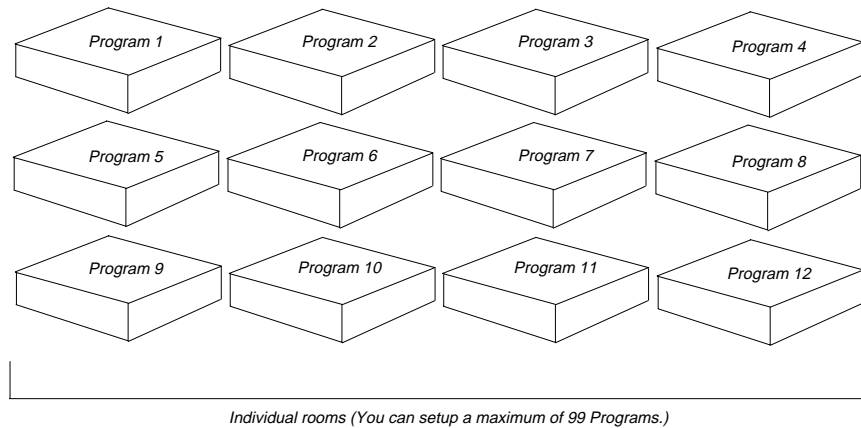 Program 1
Program 2
Program 3
Program 4
Program 5
Program 6
Program 7
Program 8
Program 9
Program 10
Program 11
Program 12
Individual rooms (You can setup a maximum of 99 Programs.)